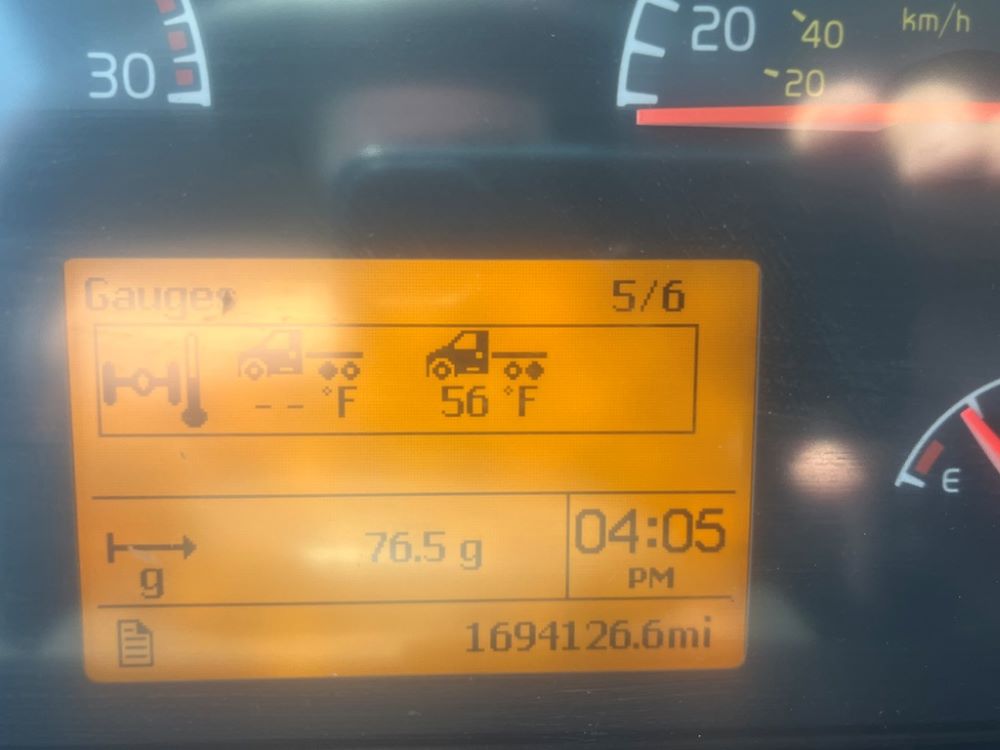 30
20
40
km/h
20
Gauges 5/6
-- °F 56 °F
E
g 76.5 g 04:05
PM
1694126.6mi